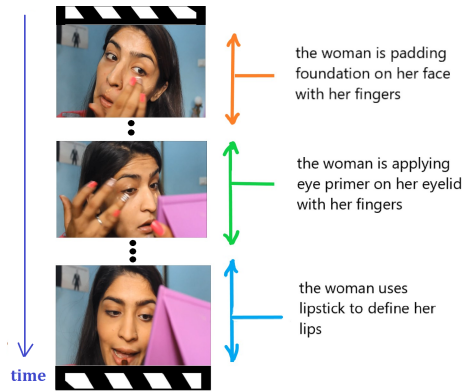 the woman is padding
foundation on her face
with her fingers
the woman is applying
eye primer on her eyelid
with her fingers
the woman uses
lipstick to define her
lips
time